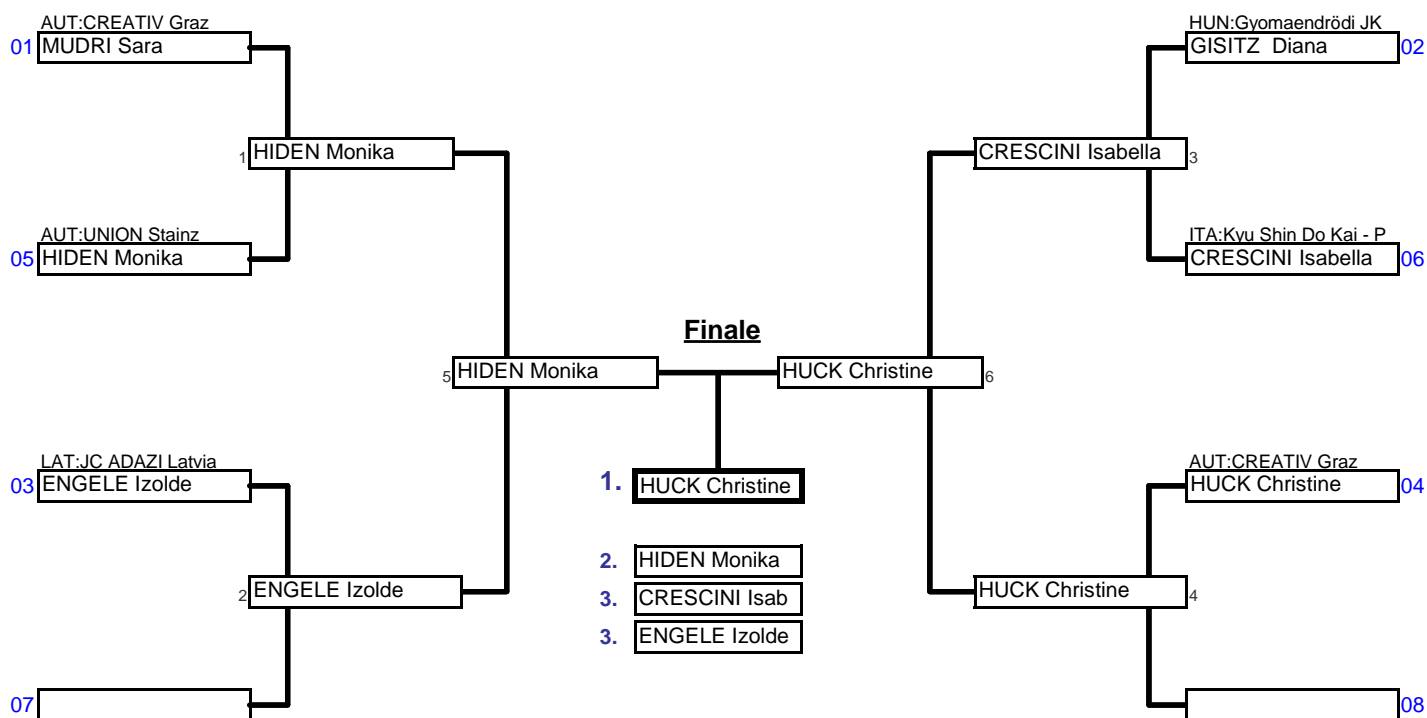 AUT:CREATIV Graz
01 MUDRI Sara
HUN:Gyomaendrödi JK
GISITZ  Diana 02
1 HIDEN Monika
CRESCINI Isabella 3
AUT:UNION Stainz
05 HIDEN Monika
ITA:Kyu Shin Do Kai - P
CRESCINI Isabella 06
Finale
5 HIDEN Monika
HUCK Christine 6
LAT:JC ADAZI Latvia
03 ENGELE Izolde
AUT:CREATIV Graz
HUCK Christine 04
1. HUCK Christine
2. HIDEN Monika
3. CRESCINI Isab
3. ENGELE Izolde
2 ENGELE Izolde
HUCK Christine 4
07
08